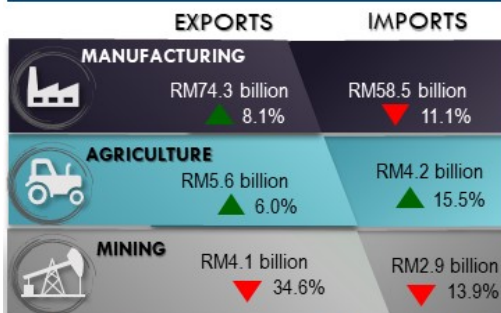 EXPORTS IMPORTS
MANUFACTURING
RM74.3 billion RM58.5 billion
8.1% 11.1%
AGRICULTURE
RM5.6 billion RM4.2 billion
6.0% 15.5%
MINING
RM4.1 billion RM2.9 billion
34.6% 13.9%